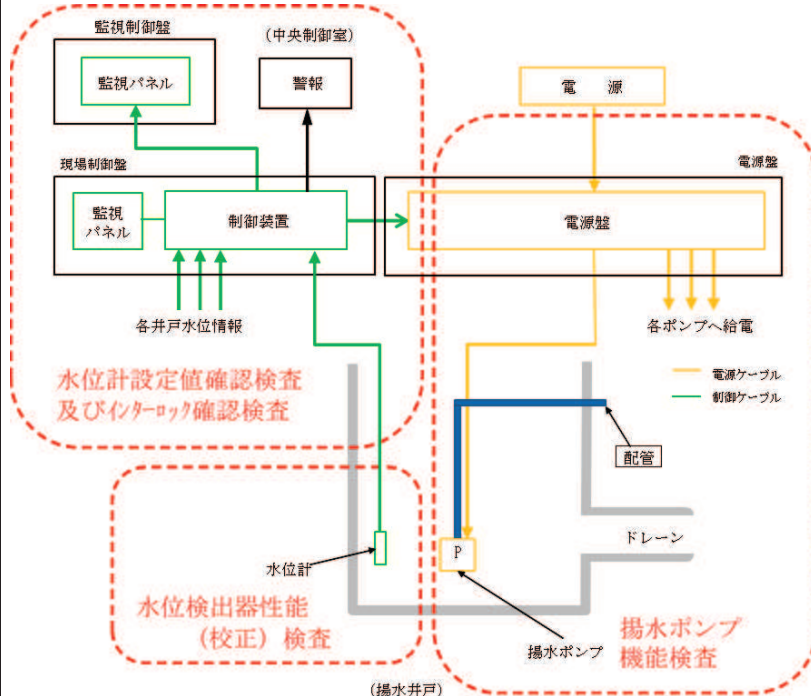 監視制御盤
監視パネル
(中央制御室)
警報
電　源
現場制御盤
監視
パネル
制御装置
電源盤
電源盤
各井戸水位情報
各ポンプへ給電
水位計設定値確認検査
及びインターロック確認検査
電源ケーブル
制御ケーブル
配管
P
ドレーン
水位計
水位検出器性能
（校正）検査
揚水ポンプ
揚水ポンプ
機能検査
(揚水井戸)